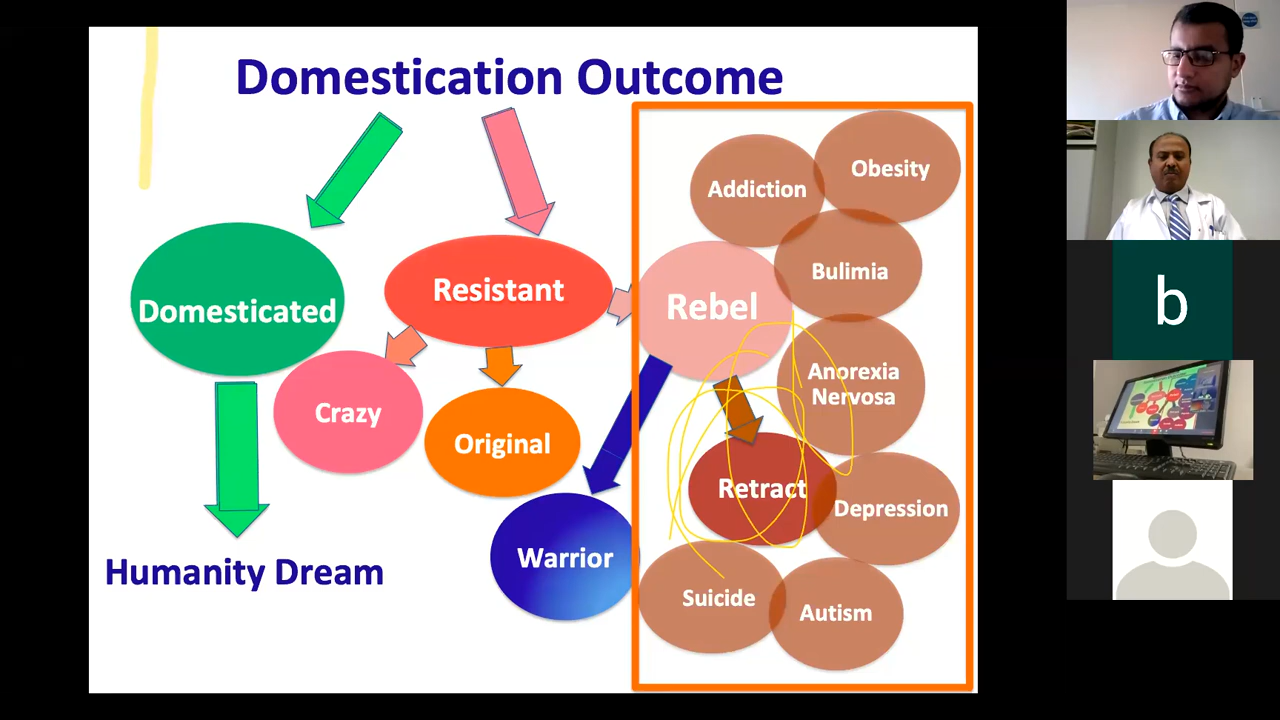 Domestication Outcome
Obesity
Addiction
Bulimia
Resistant
Rebel
Domesticated
Anorexia
Nervosa
Crazy
Original
Retract
Depression
Warrior
Humanity Dream
Suicide
Autism
b